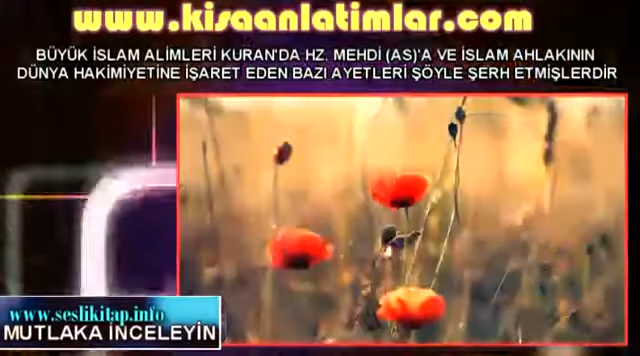 www.kisaanlatimlar.com
BÜYÜK İSLAM ALİMLERİ KURAN'DA HZ. MEHDİ (AS)'A VE İSLAM AHLAKININ
DÜNYA HAKİMİYETİNE İŞARET EDEN BAZI AYETLERİ ŞÖYLE ŞERH ETMİŞLERDİR
www.seslikitap.info
MUTLAKA İNCELEYİN